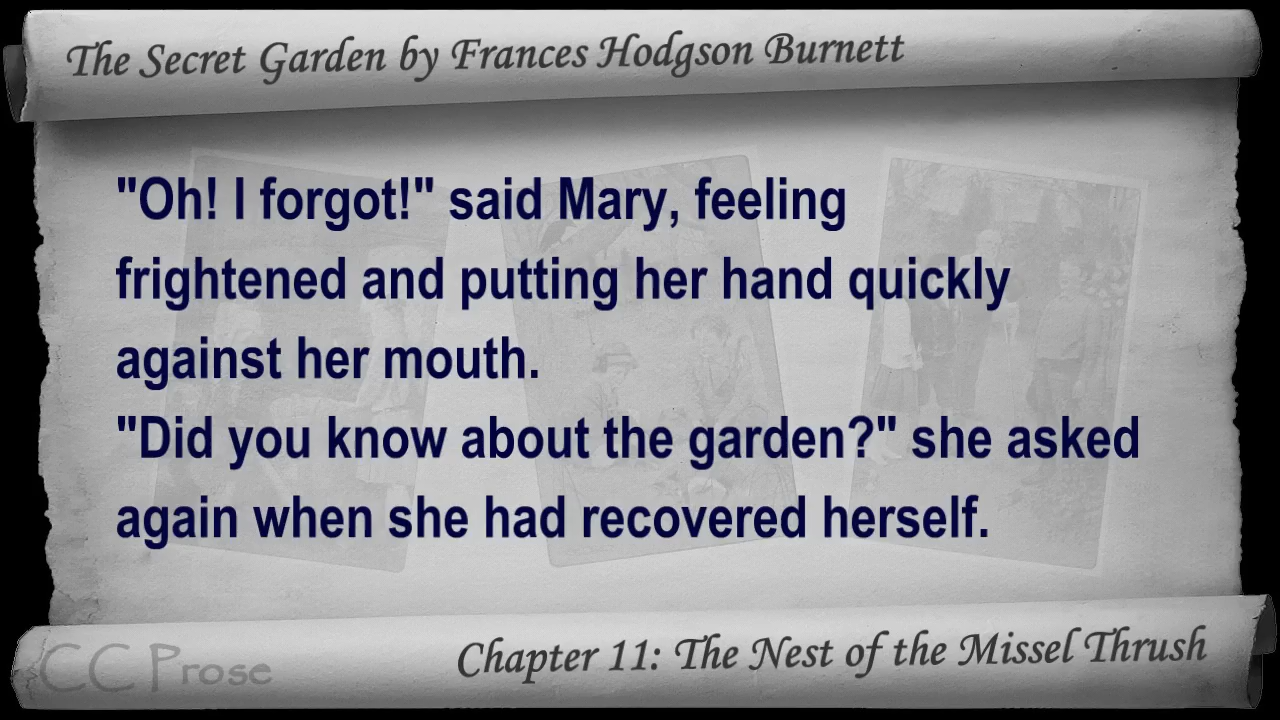 The Secret Garden by Frances Hodgson Burnett
"Oh! I forgot!" said Mary, feeling
frightened and putting her hand quickly
against her mouth.
"Did you know about the garden?" she asked
again when she had recovered herself.
CC Prose
Chapter 11: The Nest of the Missel Thrush